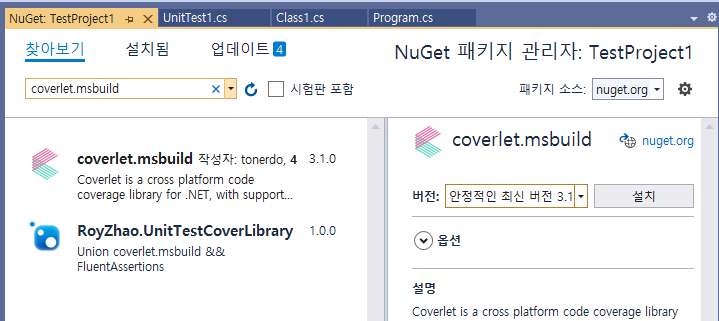 NuGet: TestProject1
UnitTest1.cs
Class1.cs
Program.cs
찾아보기
설치됨
업데이트 4
NuGet 패키지 관리자: TestProject1
coverlet.msbuild
시험판 포함
패키지 소스: nuget.org
coverlet.msbuild 작성자: tonerdo, 4 3.1.0
Coverlet is a cross platform code
coverage library for .NET, with support...
RoyZhao.UnitTestCoverLibrary 1.0.0
Union coverlet.msbuild &&
FluentAssertions
coverlet.msbuild
nuget.org
버전: 안정적인 최신 버전 3.1
설치
옵션
설명
Coverlet is a cross platform code coverage library